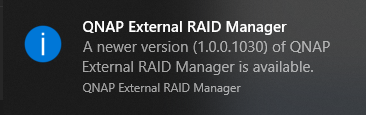 QNAP External RAID Manager
A newer version (1.0.0.1030) of QNAP
External RAID Manager is available.
QNAP External RAID Manager